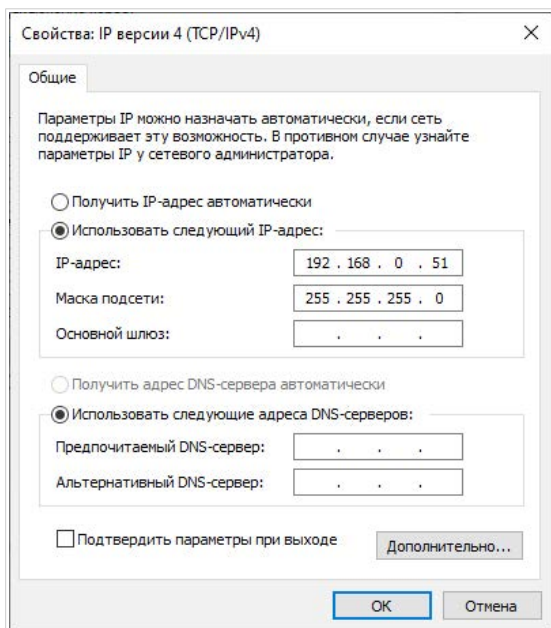 Свойства: IP версии 4 (TCP/IPv4)
Общие
Параметры IP можно назначать автоматически, если сеть
поддерживает эту возможность. В противном случае узнайте
параметры IP у сетевого администратора.
Получить IP-адрес автоматически
Использовать следующий IP-адрес:
IP-адрес: 192 . 168 . 0 . 51
Маска подсети: 255 . 255 . 255 . 0
Основной шлюз: . . .
Получить адрес DNS-сервера автоматически
Использовать следующие адреса DNS-серверов:
Предпочитаемый DNS-сервер: . . .
Альтернативный DNS-сервер: . . .
Подтвердить параметры при выходе
Дополнительно...
ОК Отмена